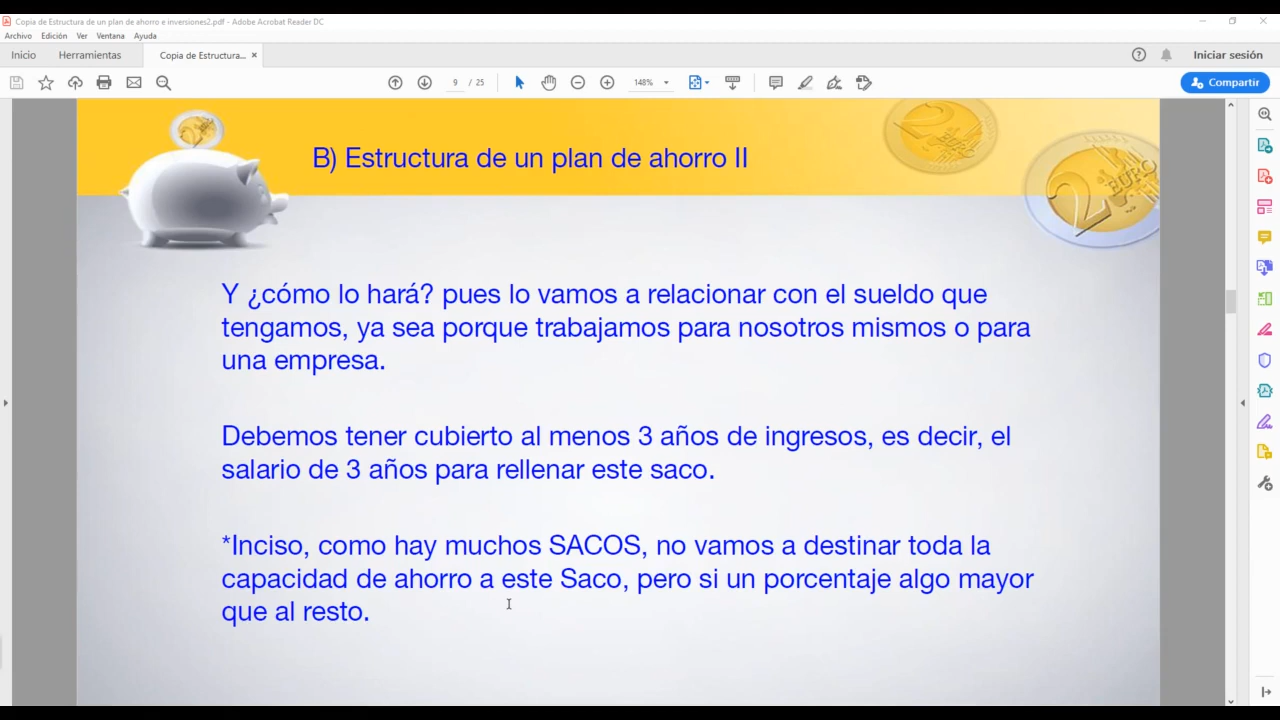 Copia de Estructura de un plan de ahorro e inversiones2.pdf - Adobe Acrobat Reader DC
Archivo Edición Ver Ventana Ayuda
Inicio Herramientas Copia de Estructura... × Iniciar sesión
9 / 25 148% Compartir
B) Estructura de un plan de ahorro II
Y ¿cómo lo hará? pues lo vamos a relacionar con el sueldo que
tengamos, ya sea porque trabajamos para nosotros mismos o para
una empresa.
Debemos tener cubierto al menos 3 años de ingresos, es decir, el
salario de 3 años para rellenar este saco.
*Inciso, como hay muchos SACOS, no vamos a destinar toda la
capacidad de ahorro a este Saco, pero si un porcentaje algo mayor
que al resto.
2 EURO
2 EURO